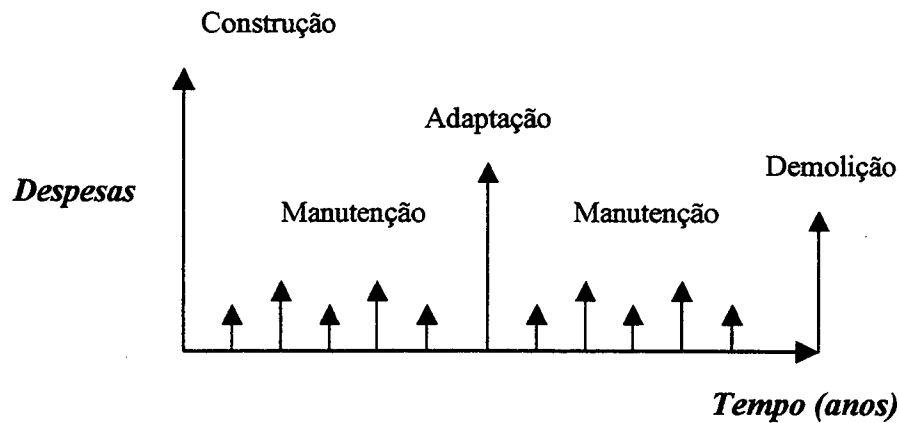 Construção
Adaptação
Demolição
Despesas
Manutenção
Manutenção
Tempo (anos)